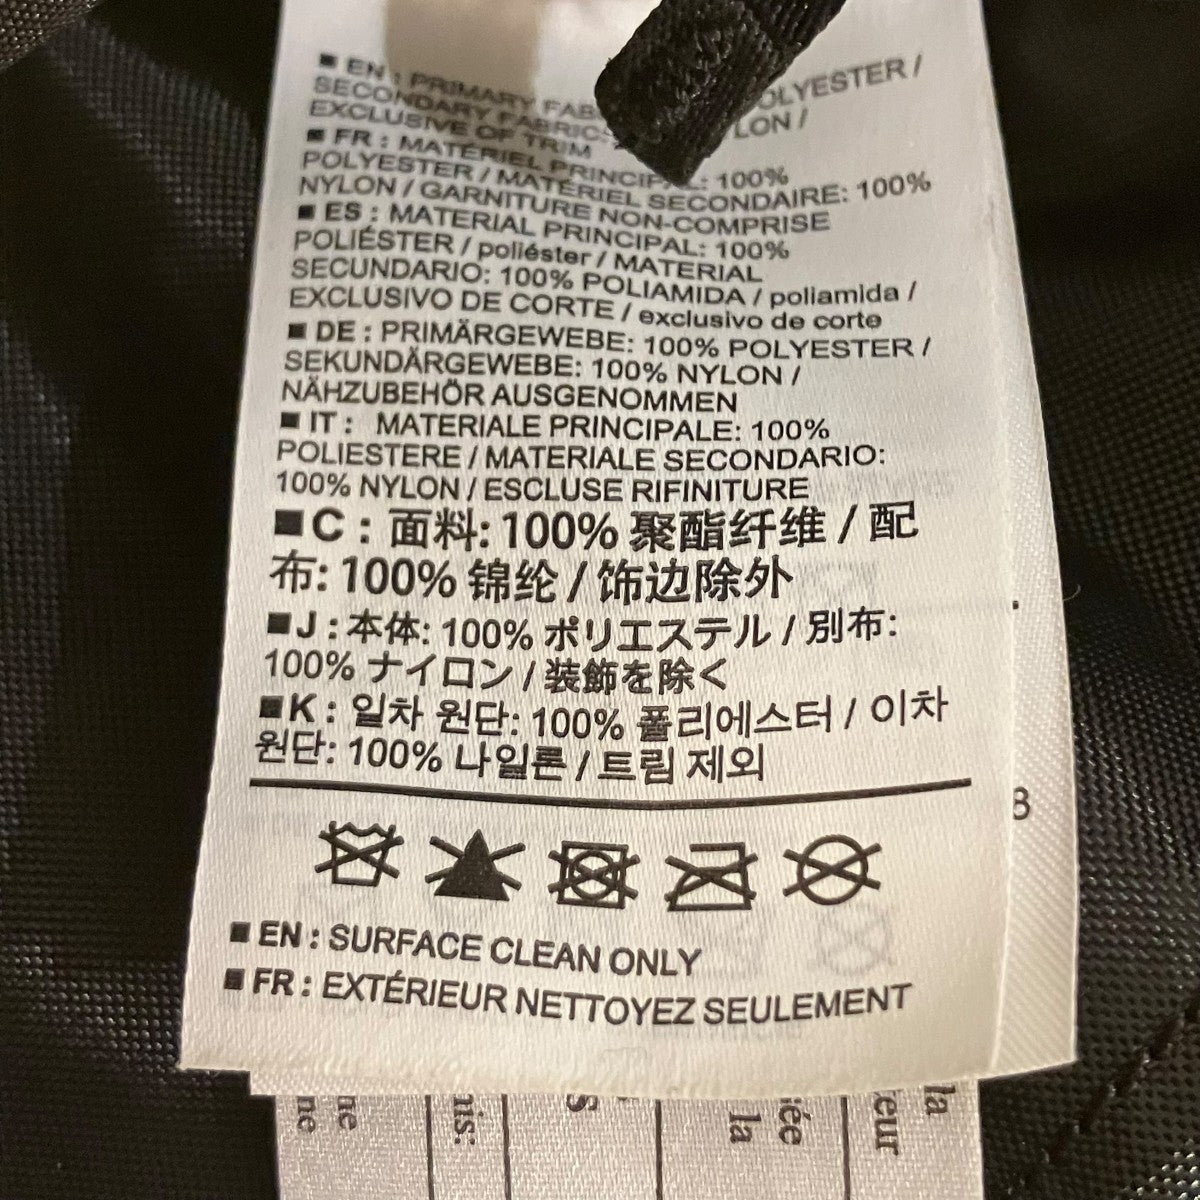 ■ EN : PRIMARY POLYESTER /
SECONDARY FABRIC NYLON /
EXCLUSIVE OF TRIM
■ FR : MATÉRIEL PRINCIPAL: 100%
POLYESTER / MATÉRIEL SECONDAIRE: 100%
NYLON / GARNITURE NON-COMPRISE
■ ES : MATERIAL PRINCIPAL: 100%
POLIÉSTER / poliéster / MATERIAL
SECUNDARIO: 100% POLIAMIDA / poliamida /
EXCLUSIVO DE CORTE / exclusivo de corte
■ DE : PRIMÄRGEWEBE: 100% POLYESTER /
SEKUNDÄRGEWEBE: 100% NYLON /
NÄHZUBEHÖR AUSGENOMMEN
■ IT : MATERIALE PRINCIPALE: 100%
POLIESTERE / MATERIALE SECONDARIO:
100% NYLON / ESCLUSE RIFINITURE
■ C : 面料: 100% 聚酯纤维 / 配
布: 100% 锦纶 / 饰边除外
■ J : 本体: 100% ポリエステル / 別布:
100% ナイロン / 装飾を除く
■ K : 일차 원단: 100% 폴리에스터 / 이차
원단: 100% 나일론 / 트림 제외
8
■ EN : SURFACE CLEAN ONLY
■ FR : EXTÉRIEUR NETTOYEZ SEULEMENT
la
la